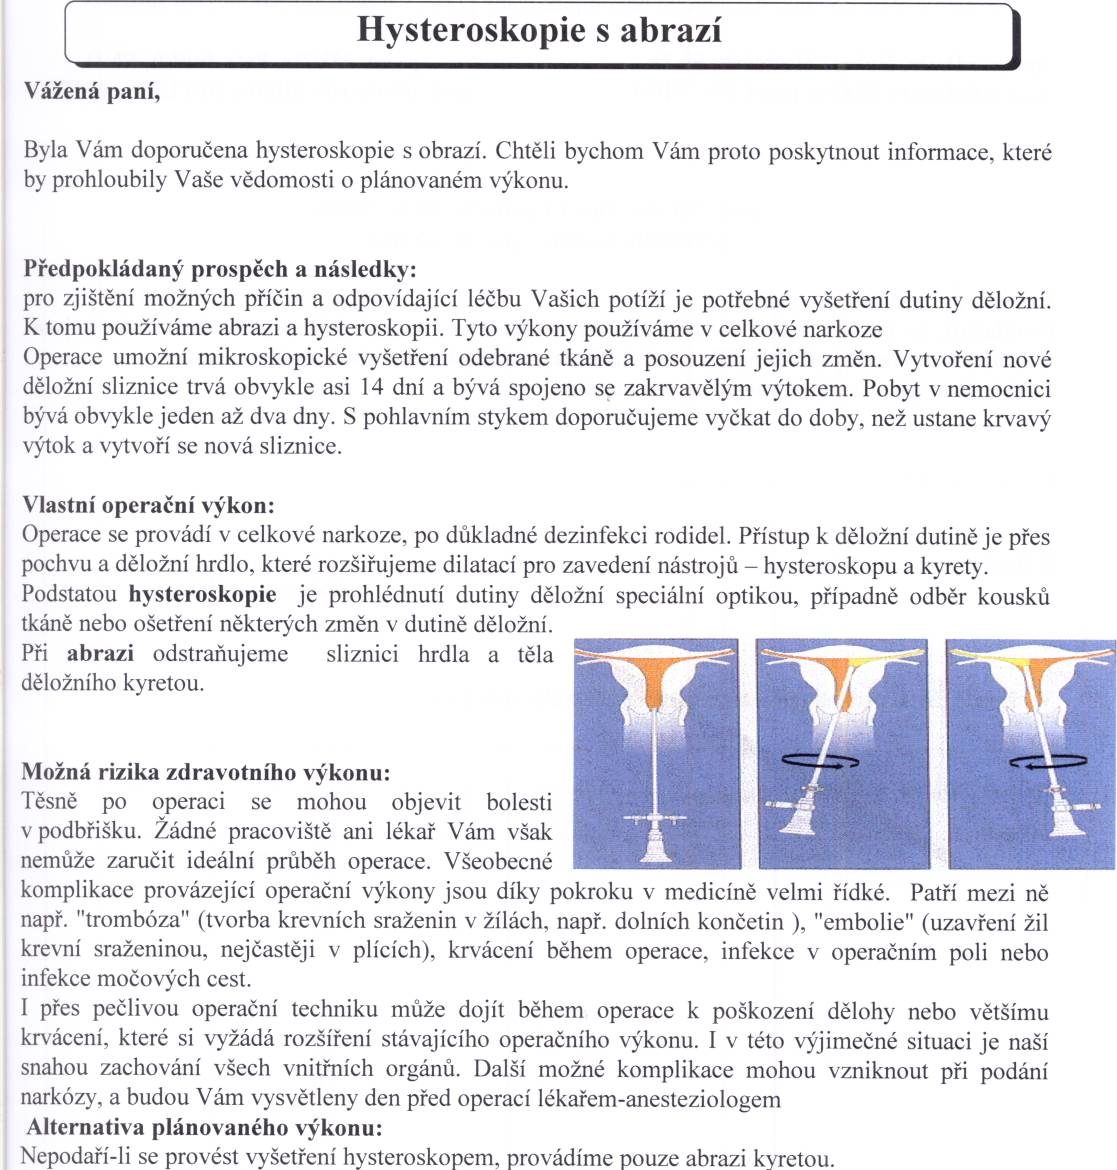 Hysteroskopie s abrazí
Vážená paní,
Byla Vám doporučena hysteroskopie s obrazí. Chtěli bychom Vám proto poskytnout informace, které
by prohloubily Vaše vědomosti o plánovaném výkonu.
Předpokládaný prospěch a následky:
pro zjištění možných příčin a odpovídající léčbu Vašich potíží je potřebné vyšetření dutiny děložní.
K tomu používáme abrazi a hysteroskopii. Tyto výkony používáme v celkové narkoze
Operace umožní mikroskopické vyšetření odebrané tkáně a posouzení jejich změn. Vytvoření nové
děložní sliznice trvá obvykle asi 14 dní a bývá spojeno se zakrvavělým výtokem. Pobyt v nemocnici
bývá obvykle jeden až dva dny. S pohlavním stykem doporučujeme vyčkat do doby, než ustane krvavý
výtok a vytvoří se nová sliznice.
Vlastní operační výkon:
Operace se provádí v celkové narkoze, po důkladné dezinfekci rodidel. Přístup k děložní dutině je přes
pochvu a děložní hrdlo, které rozšiřujeme dilatací pro zavedení nástrojů – hysteroskopu a kyrety.
Podstatou hysteroskopie je prohlédnutí dutiny děložní speciální optikou, případně odběr kousků
tkáně nebo ošetření některých změn v dutině děložní.
Při abrazi odstraňujeme sliznici hrdla a těla
děložního kyretou.
Možná rizika zdravotního výkonu:
Těsně po operaci se mohou objevit bolesti
v podbřišku. Žádné pracoviště ani lékař Vám však
nemůže zaručit ideální průběh operace. Všeobecné
komplikace provázející operační výkony jsou díky pokroku v medicíně velmi řídké. Patří mezi ně
např. "trombóza" (tvorba krevních sraženin v žílách, např. dolních končetin ), "embolie" (uzavření žil
krevní sraženinou, nejčastěji v plících), krvácení během operace, infekce v operačním poli nebo
infekce močových cest.
I přes pečlivou operační techniku může dojít během operace k poškození dělohy nebo většímu
krvácení, které si vyžádá rozšíření stávajícího operačního výkonu. I v této výjimečné situaci je naší
snahou zachování všech vnitřních orgánů. Další možné komplikace mohou vzniknout při podání
narkózy, a budou Vám vysvětleny den před operací lékařem-anesteziologem
Alternativa plánovaného výkonu:
Nepodaří-li se provést vyšetření hysteroskopem, provádíme pouze abrazi kyretou.